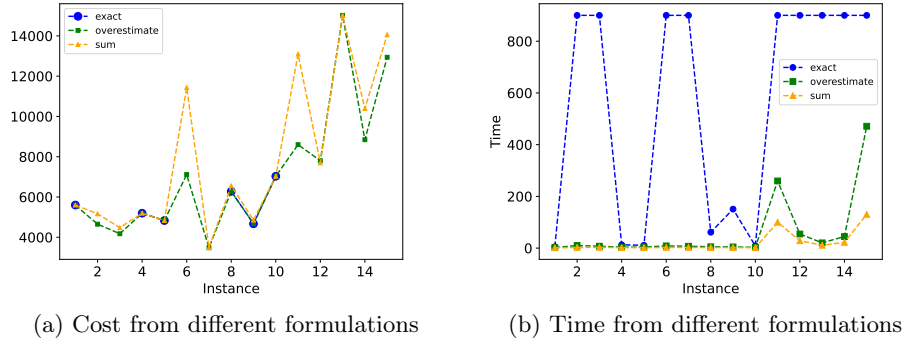 exact
overestimate
sum
14000
12000
10000
8000
6000
4000
2 4 6 8 10 12 14
Instance
(a) Cost from different formulations
Time
800
600
400
200
0
exact
overestimate
sum
2 4 6 8 10 12 14
Instance
(b) Time from different formulations